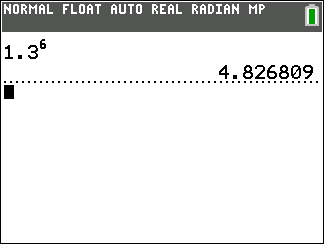 NORMAL FLOAT AUTO REAL RADIAN MP
1.3⁶
4.826809